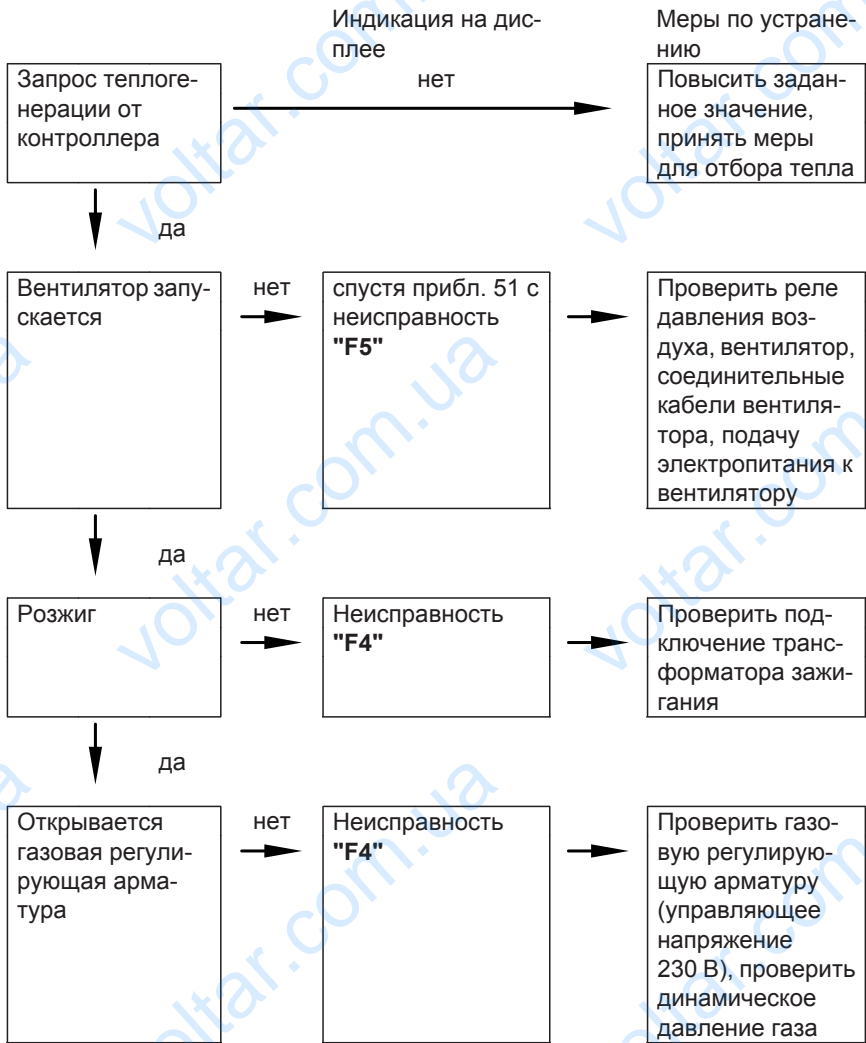 Индикация на дис-
плее
Меры по устране-
нию
Запрос теплоге-
нерации от
контроллера
нет
Повысить задан-
ное значение,
принять меры
для отбора тепла
да
Вентилятор запу-
скается
нет
спустя прибл. 51 с
неисправность
"F5"
Проверить реле
давления воз-
духа, вентилятор,
соединительные
кабели вентиля-
тора, подачу
электропитания к
вентилятору
да
Розжиг
нет
Неисправность
"F4"
Проверить под-
ключение транс-
форматора зажи-
гания
да
Открывается
газовая регули-
рующая арма-
тура
нет
Неисправность
"F4"
Проверить газо-
вую регулирую-
щую арматуру
(управляющее
напряжение
230 В), проверить
динамическое
давление газа
voltar.com.ua